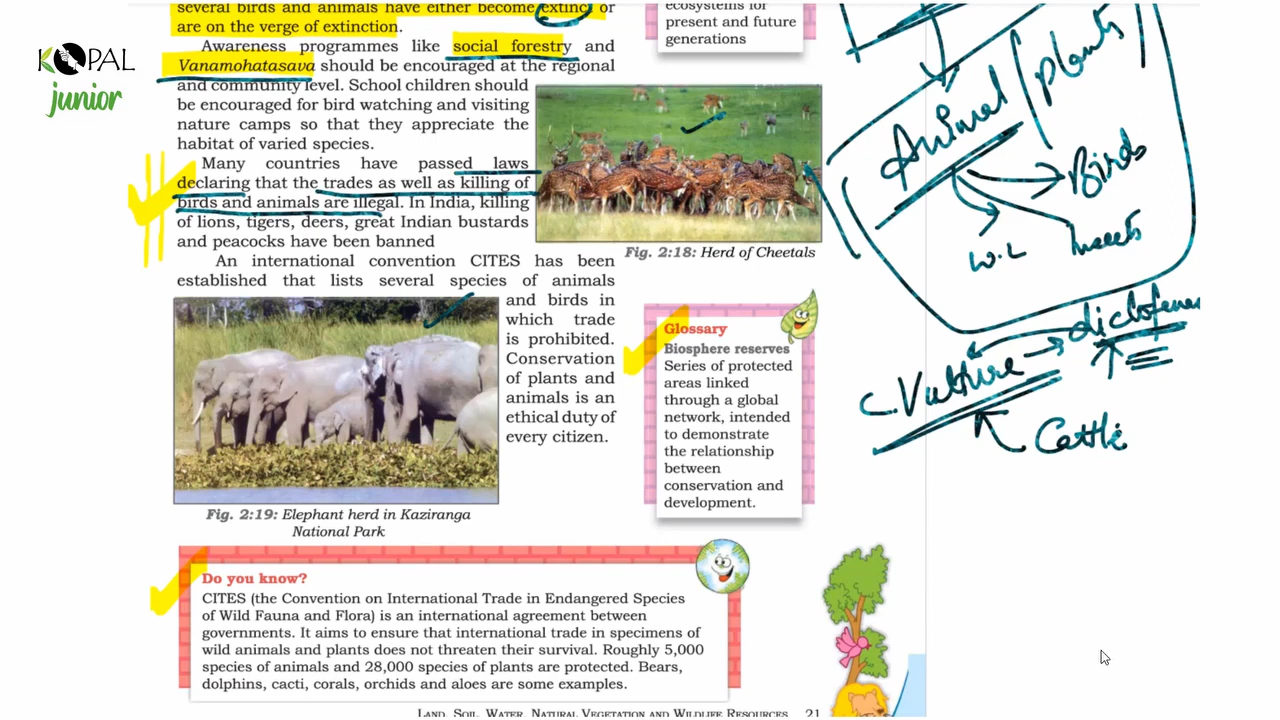 KOPAL
junior
several birds and animals have either become extinct or
are on the verge of extinction.
Awareness programmes like social forestry and
Vanamohatasava should be encouraged at the regional
and community level. School children should
be encouraged for bird watching and visiting
nature camps so that they appreciate the
habitat of varied species.
Many countries have passed laws
declaring that the trades as well as killing of
birds and animals are illegal. In India, killing
of lions, tigers, deers, great Indian bustards
and peacocks have been banned
An international convention CITES has been
established that lists several species of animals
and birds in
which trade
is prohibited.
Conservation
of plants and
animals is an
ethical duty of
every citizen.
ecosystems for
present and future
generations
Fig. 2:18: Herd of Cheetals
Glossary
Biosphere reserves
Series of protected
areas linked
through a global
network, intended
to demonstrate
the relationship
between
conservation and
development.
Fig. 2:19: Elephant herd in Kaziranga
National Park
Do you know?
CITES (the Convention on International Trade in Endangered Species
of Wild Fauna and Flora) is an international agreement between
governments. It aims to ensure that international trade in specimens of
wild animals and plants does not threaten their survival. Roughly 5,000
species of animals and 28,000 species of plants are protected. Bears,
dolphins, cacti, corals, orchids and aloes are some examples.
LAND, SOIL, WATER, NATURAL VEGETATION AND WILDLIFE RESOURCES 21
Animal / plants
Birds
W.L
Insects
diclofenac
Vulture
Cattle